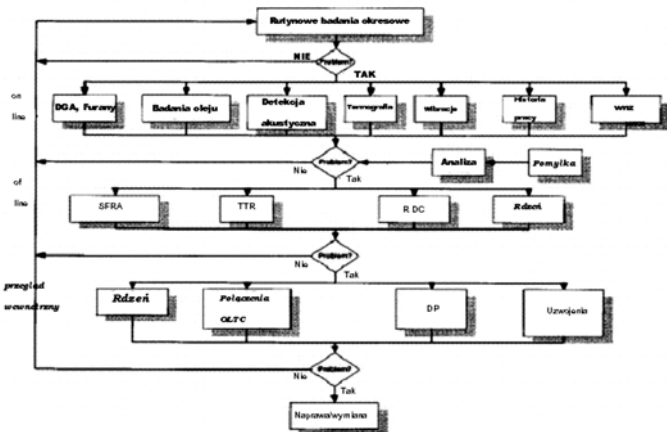 Rutynowe badania okresowe
NIE
Problem?
TAK
on
line
DGA, Furany
Badania oleju
Detekcja
akustyczna
Termografia
Wibracje
Historia
pracy
WNZ
Problem?
Analiza
Pomyłka
Nie
Tak
of
line
SFRA
TTR
R DC
Rdzeń
Problem?
Nie
Tak
przegląd
wewnętrzny
Rdzeń
Połączenia
OLTC
DP
Uzwojenia
Problem?
Nie
Tak
Naprawa/wymiana